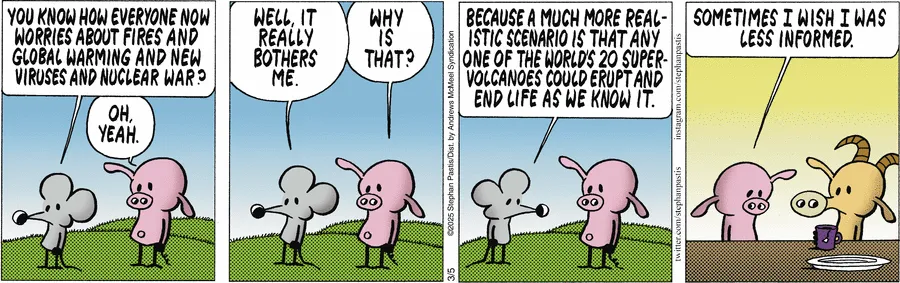 YOU KNOW HOW EVERYONE NOW
WORRIES ABOUT FIRES AND
GLOBAL WARMING AND NEW
VIRUSES AND NUCLEAR WAR?
OH,
YEAH.
WELL, IT
REALLY
BOTHERS
ME.
WHY
IS
THAT?
©2025 Stephan Pastis/Dist. by Andrews McMeel Syndication
3/5
BECAUSE A MUCH MORE REAL-
ISTIC SCENARIO IS THAT ANY
ONE OF THE WORLDS 20 SUPER-
VOLCANOES COULD ERUPT AND
END LIFE AS WE KNOW IT.
twitter.com/stephanpastis
instagram.com/stephanpastis
SOMETIMES I WISH I WAS
LESS INFORMED.